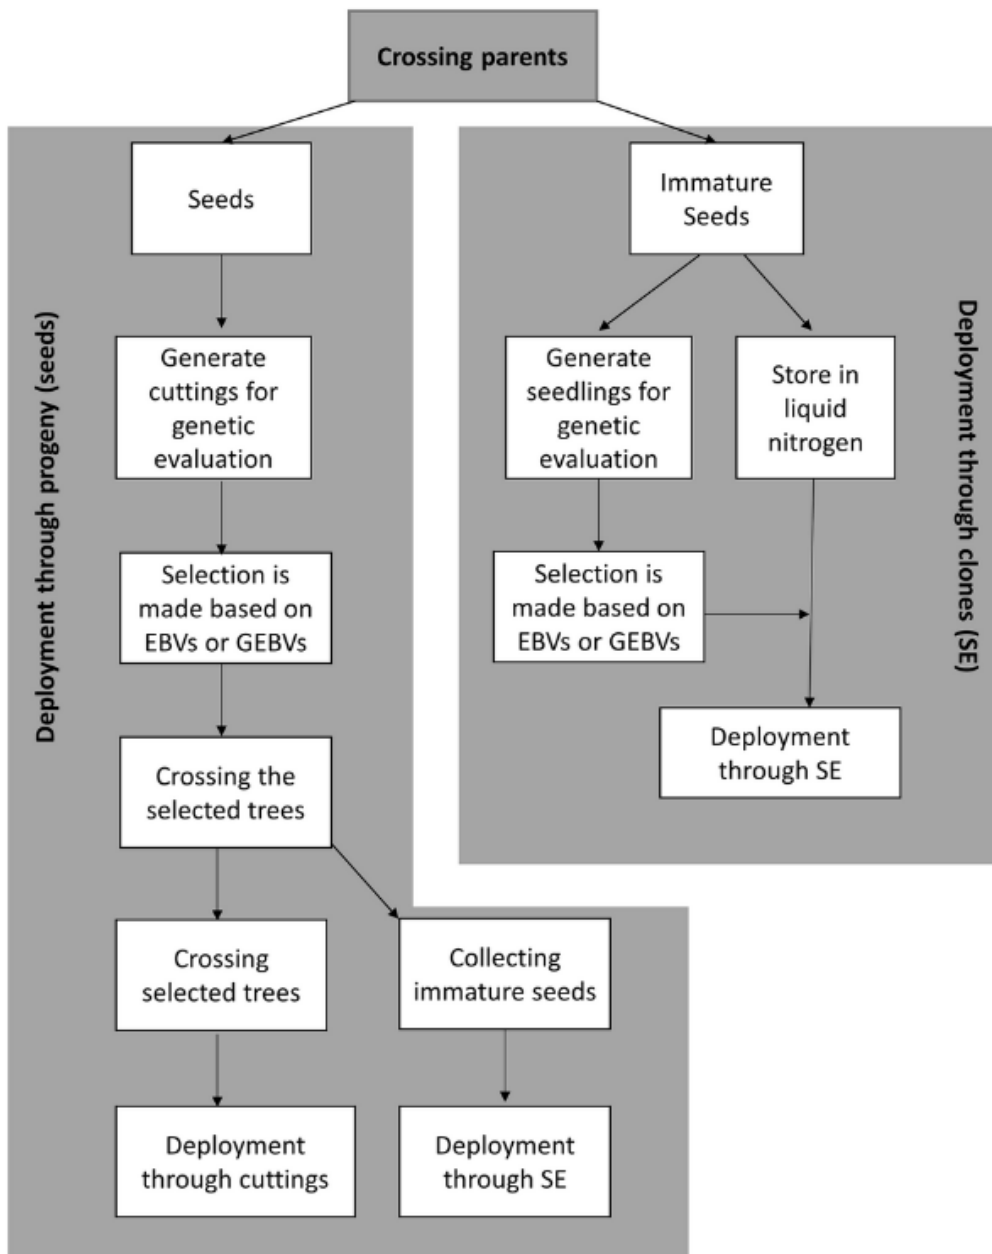 Crossing parents
Deployment through progeny (seeds)
Seeds
Generate
cuttings for
genetic
evaluation
Selection is
made based on
EBVs or GEBVs
Crossing the
selected trees
Crossing
selected trees
Deployment
through cuttings
Collecting
immature seeds
Deployment
through SE
Immature
Seeds
Generate
seedlings for
genetic
evaluation
Store in
liquid
nitrogen
Selection is
made based on
EBVs or GEBVs
Deployment
through SE
Deployment through clones (SE)